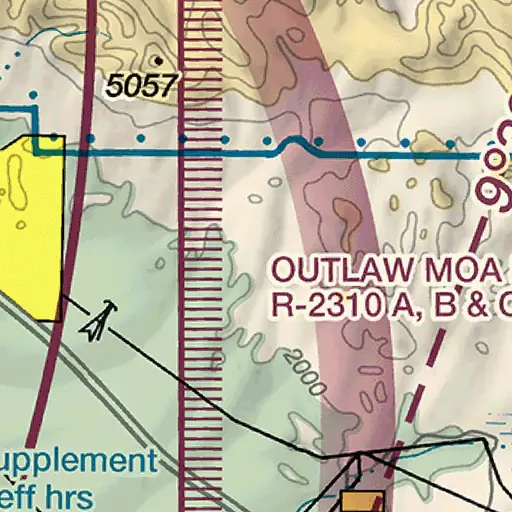 5057
OUTLAW MOA
R-2310 A, B & C
2000
upplement
eff hrs